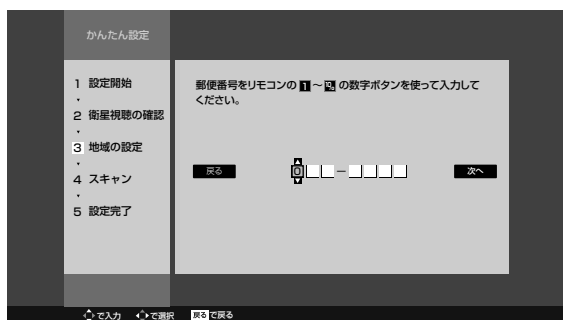 かんたん設定
1 設定開始
2 衛星視聴の確認
3 地域の設定
4 スキャン
5 設定完了
郵便番号をリモコンの 1 ~ の数字ボタンを使って入力して
ください。
戻る
0 -
次へ
で入力 で選択 戻る で戻る